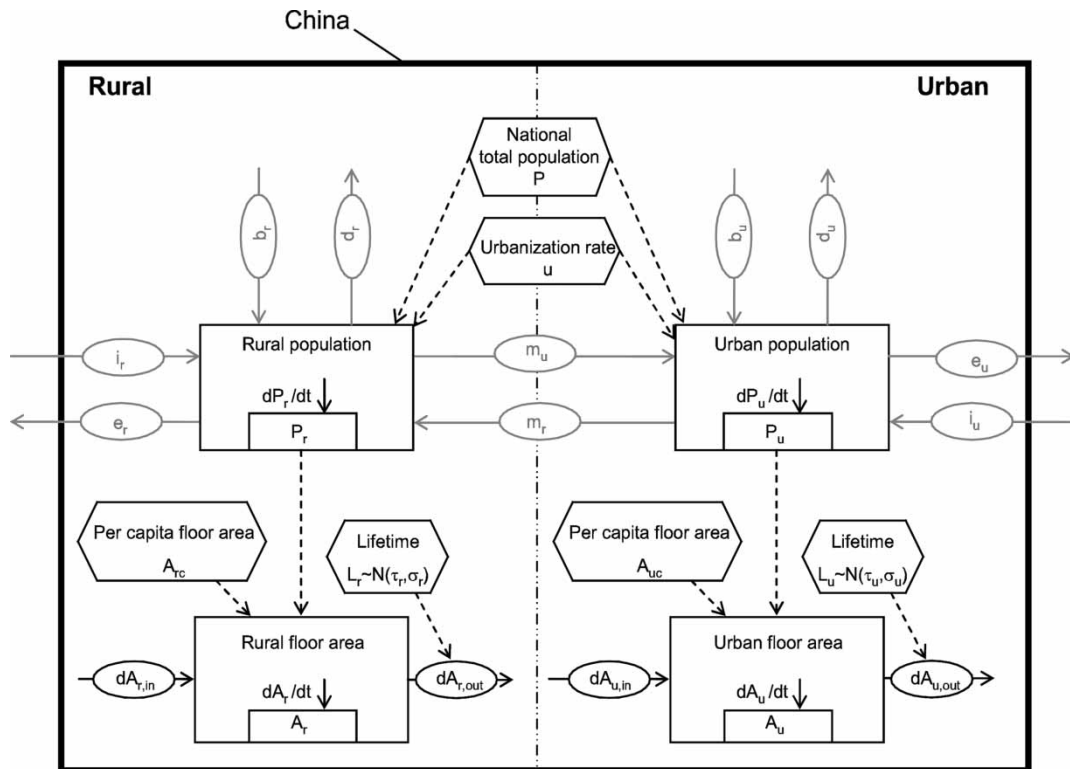 China
Rural
Urban
National
total population
P
Urbanization rate
u
b_r
d_r
b_u
d_u
i_r
e_r
Rural population
dP_r/dt
P_r
m_u
m_r
Urban population
dP_u/dt
P_u
e_u
i_u
Per capita floor area
A_rc
Lifetime
L_r~N(τ_r,σ_r)
Per capita floor area
A_uc
Lifetime
L_u~N(τ_u,σ_u)
dA_r,in
Rural floor area
dA_r/dt
A_r
dA_r,out
dA_u,in
Urban floor area
dA_u/dt
A_u
dA_u,out